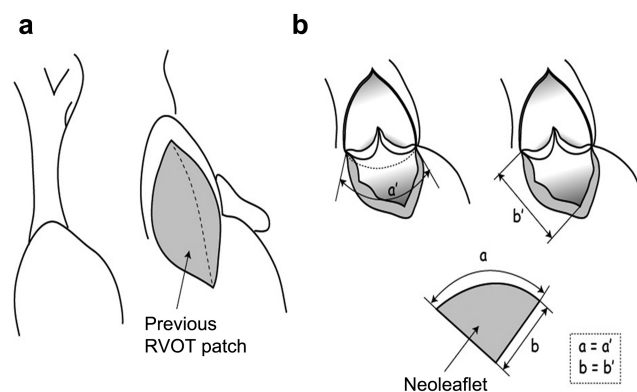 a
b
a'
b'
a
b
Previous
RVOT patch
Neoleaflet
a = a'
b = b'